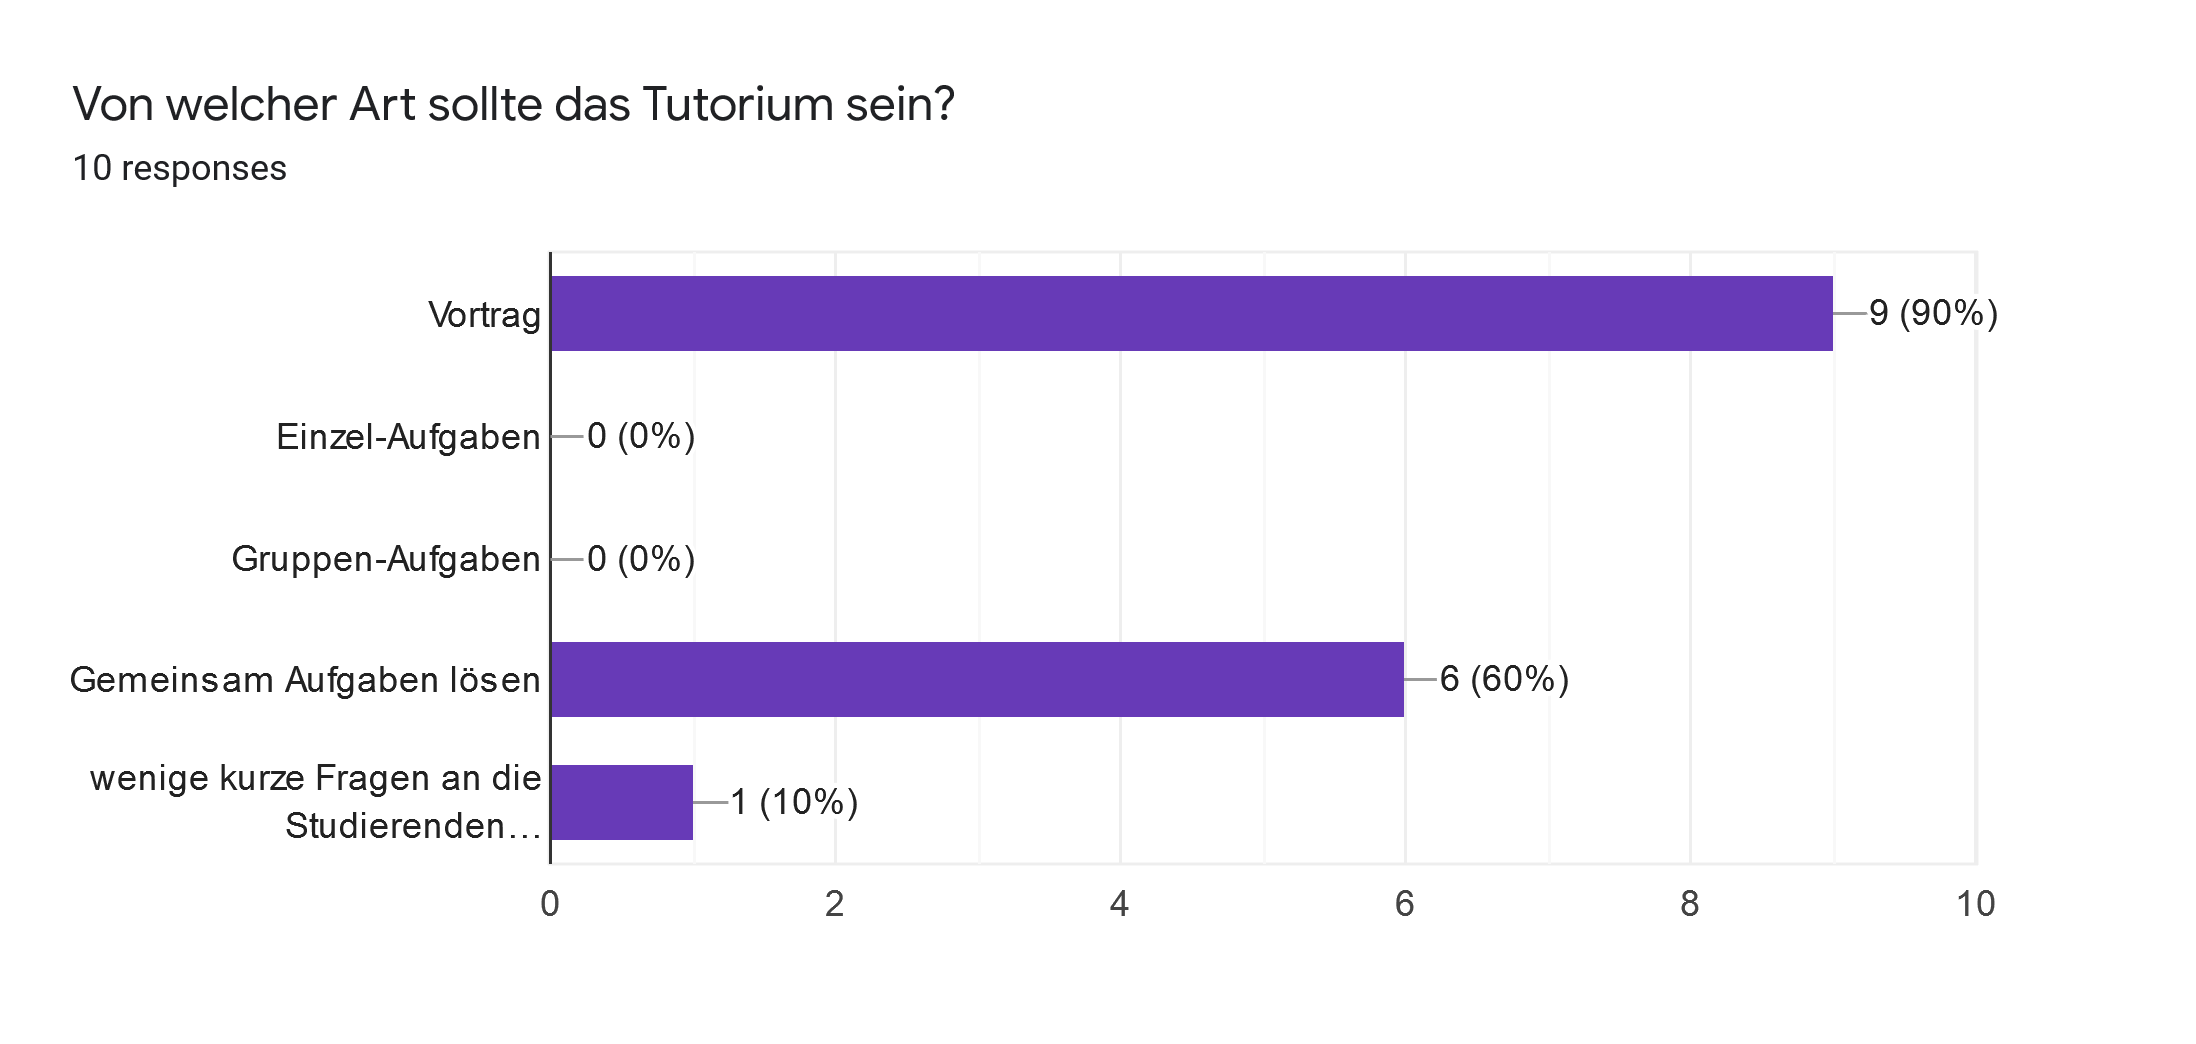 Von welcher Art sollte das Tutorium sein?
10 responses
Vortrag
9 (90%)
Einzel-Aufgaben
0 (0%)
Gruppen-Aufgaben
0 (0%)
Gemeinsam Aufgaben lösen
6 (60%)
wenige kurze Fragen an die
Studierenden…
1 (10%)
0 2 4 6 8 10